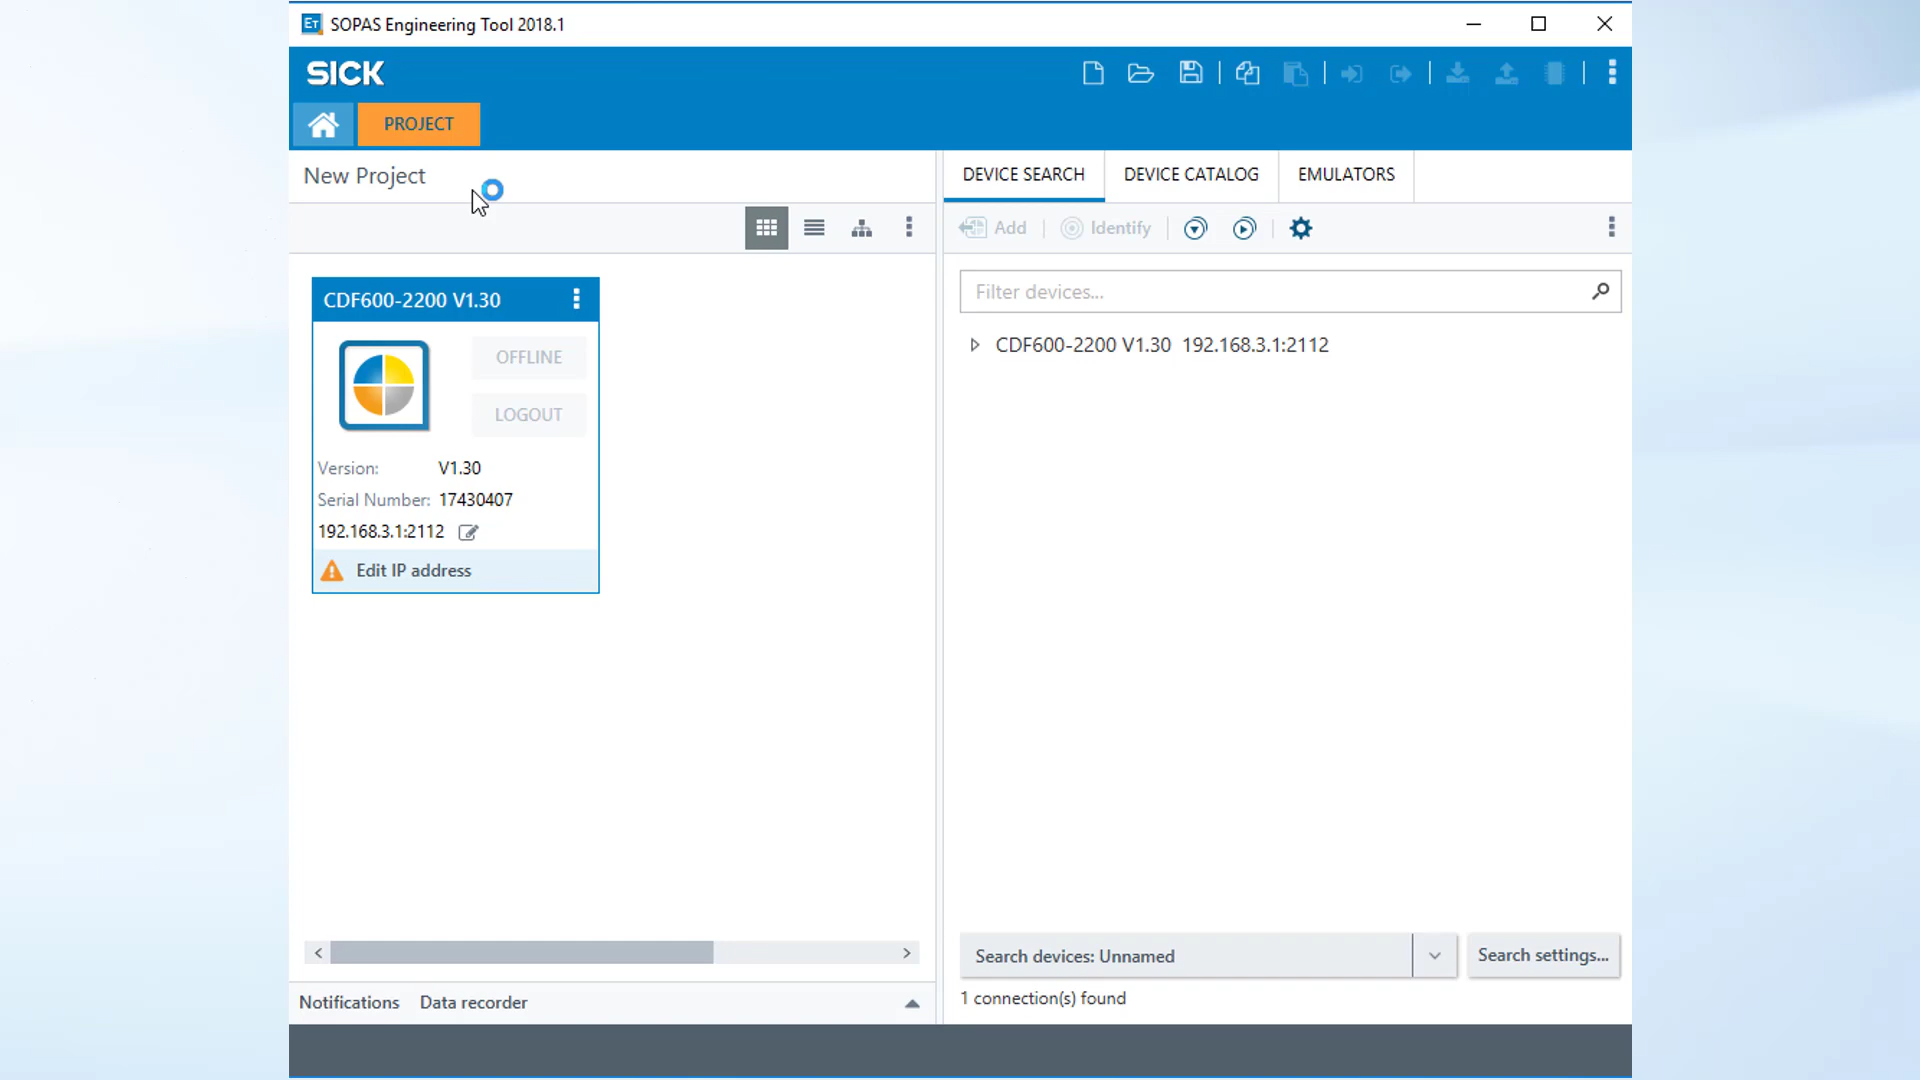 ET SOPAS Engineering Tool 2018.1
SICK
PROJECT
New Project
CDF600-2200 V1.30
OFFLINE
LOGOUT
Version: V1.30
Serial Number: 17430407
192.168.3.1:2112
Edit IP address
Notifications Data recorder
DEVICE SEARCH DEVICE CATALOG EMULATORS
Add Identify
Filter devices...
CDF600-2200 V1.30 192.168.3.1:2112
Search devices: Unnamed
Search settings...
1 connection(s) found